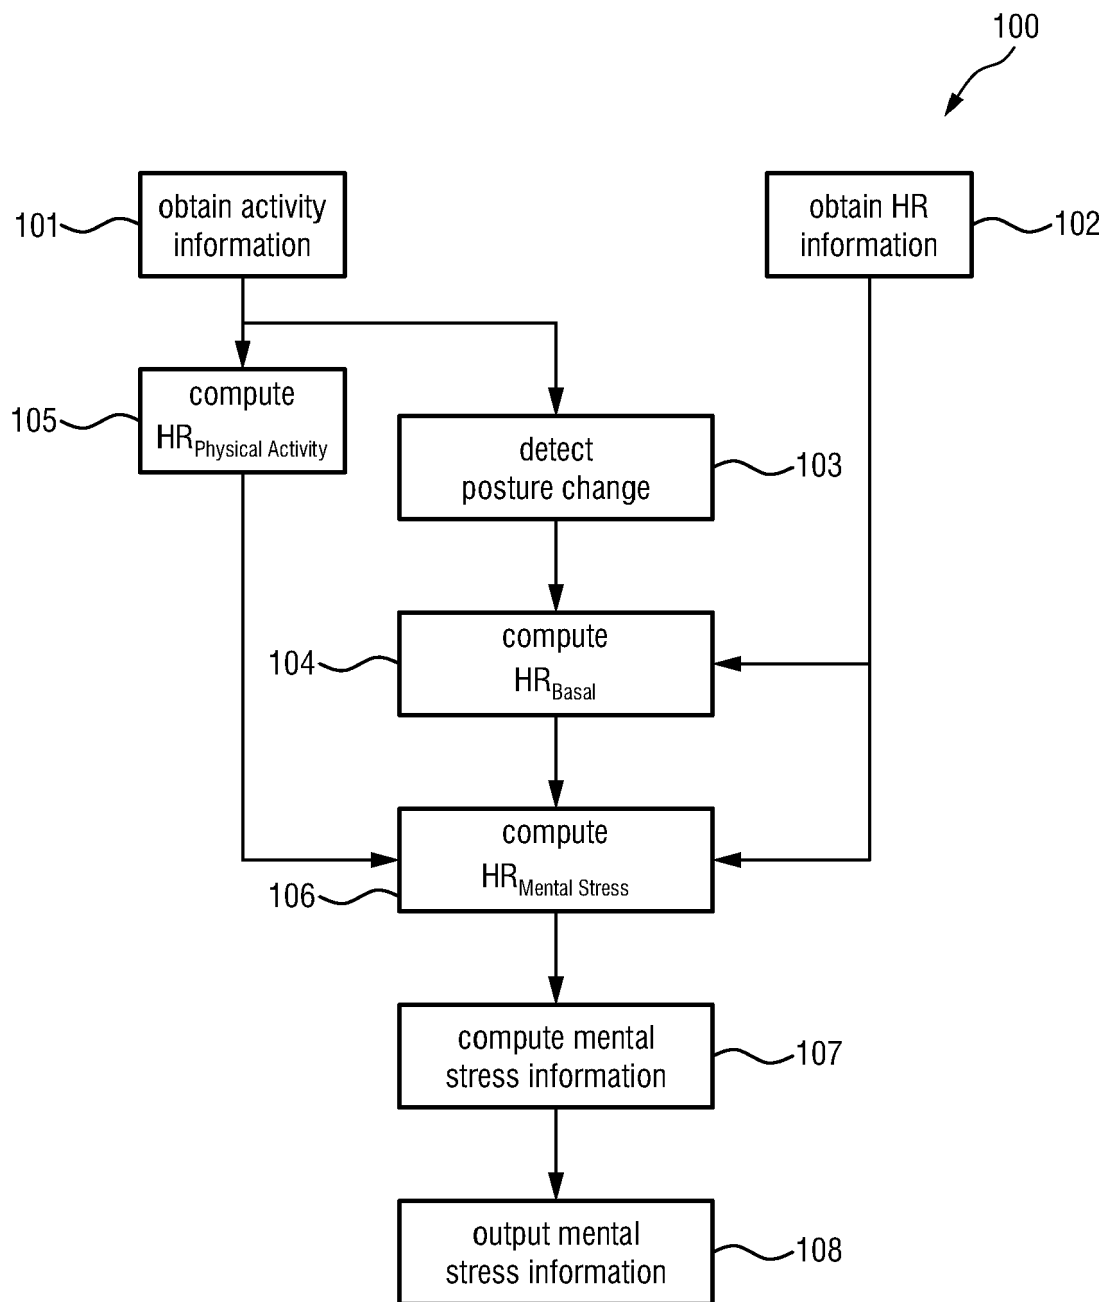 100
obtain activity
information
101
obtain HR
information
102
compute
HRPhysical Activity
105
detect
posture change
103
compute
HRBasal
104
compute
HRMental Stress
106
compute mental
stress information
107
output mental
stress information
108